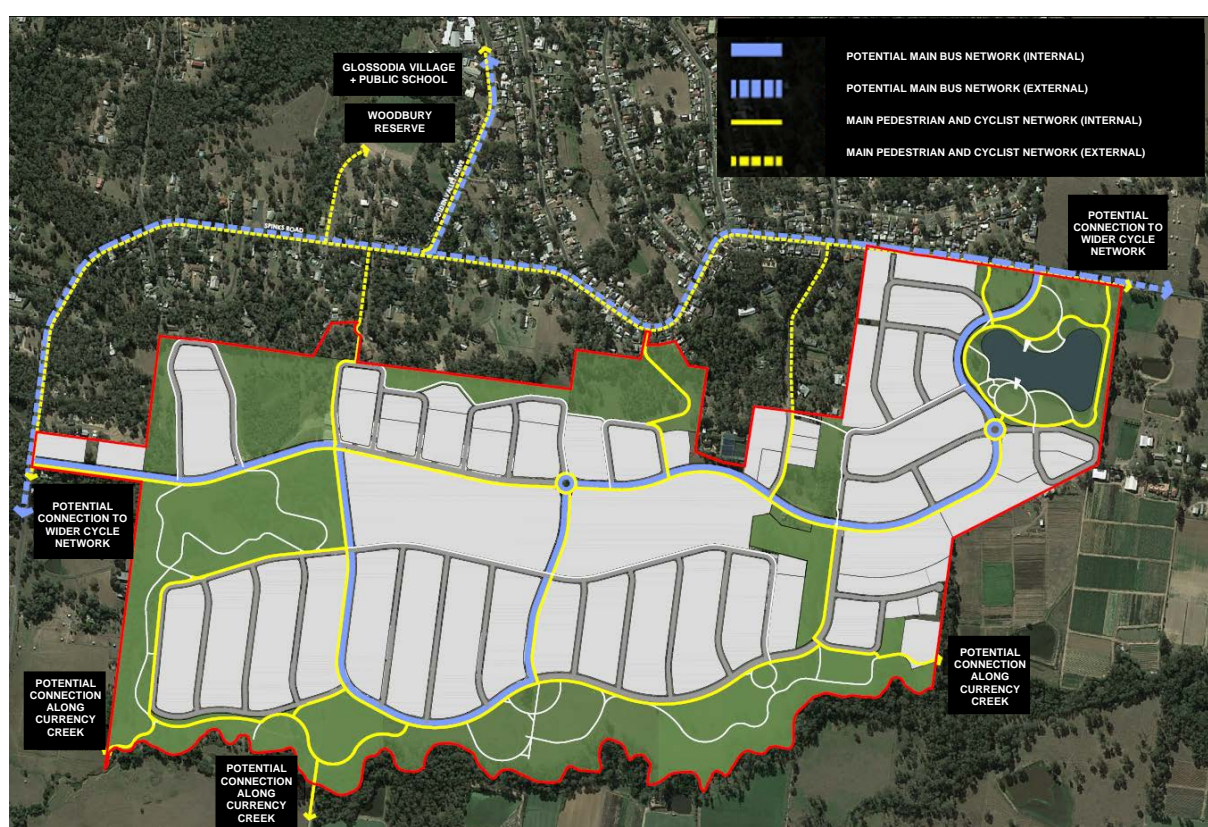 GLOSSODIA VILLAGE
+ PUBLIC SCHOOL
WOODBURY
RESERVE
POTENTIAL MAIN BUS NETWORK (INTERNAL)
POTENTIAL MAIN BUS NETWORK (EXTERNAL)
MAIN PEDESTRIAN AND CYCLIST NETWORK (INTERNAL)
MAIN PEDESTRIAN AND CYCLIST NETWORK (EXTERNAL)
GOLDEN VALLEY DRIVE
SPINKS ROAD
POTENTIAL
CONNECTION TO
WIDER CYCLE
NETWORK
POTENTIAL
CONNECTION TO
WIDER CYCLE
NETWORK
POTENTIAL
CONNECTION
ALONG
CURRENCY
CREEK
POTENTIAL
CONNECTION
ALONG
CURRENCY
CREEK
POTENTIAL
CONNECTION
ALONG
CURRENCY
CREEK